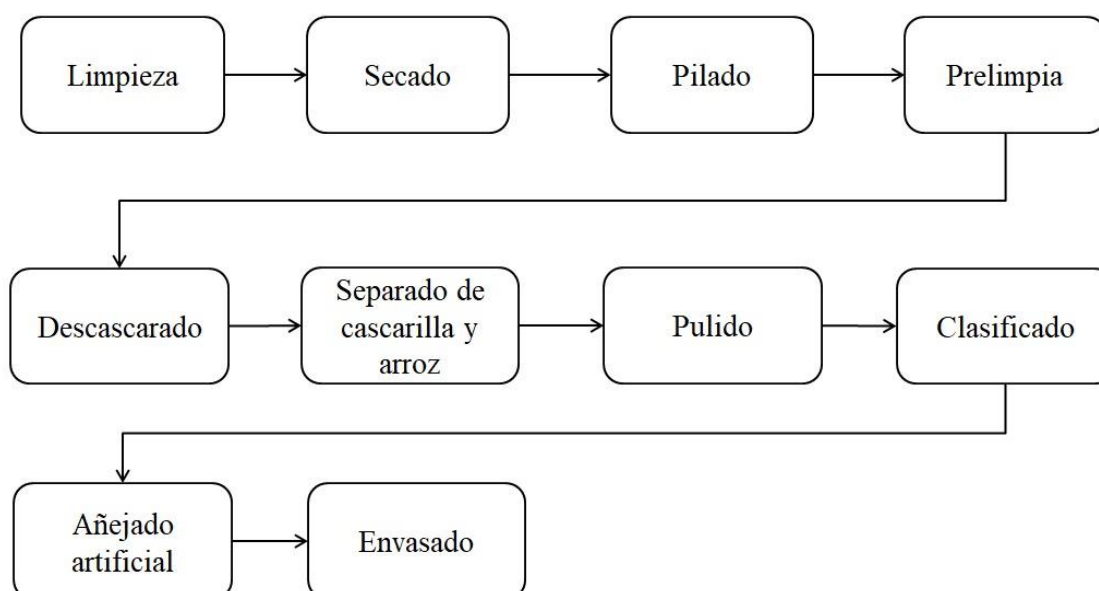 Limpieza
Secado
Pilado
Prelimpia
Descascarado
Separado de
cascarilla y
arroz
Pulido
Clasificado
Añejado
artificial
Envasado